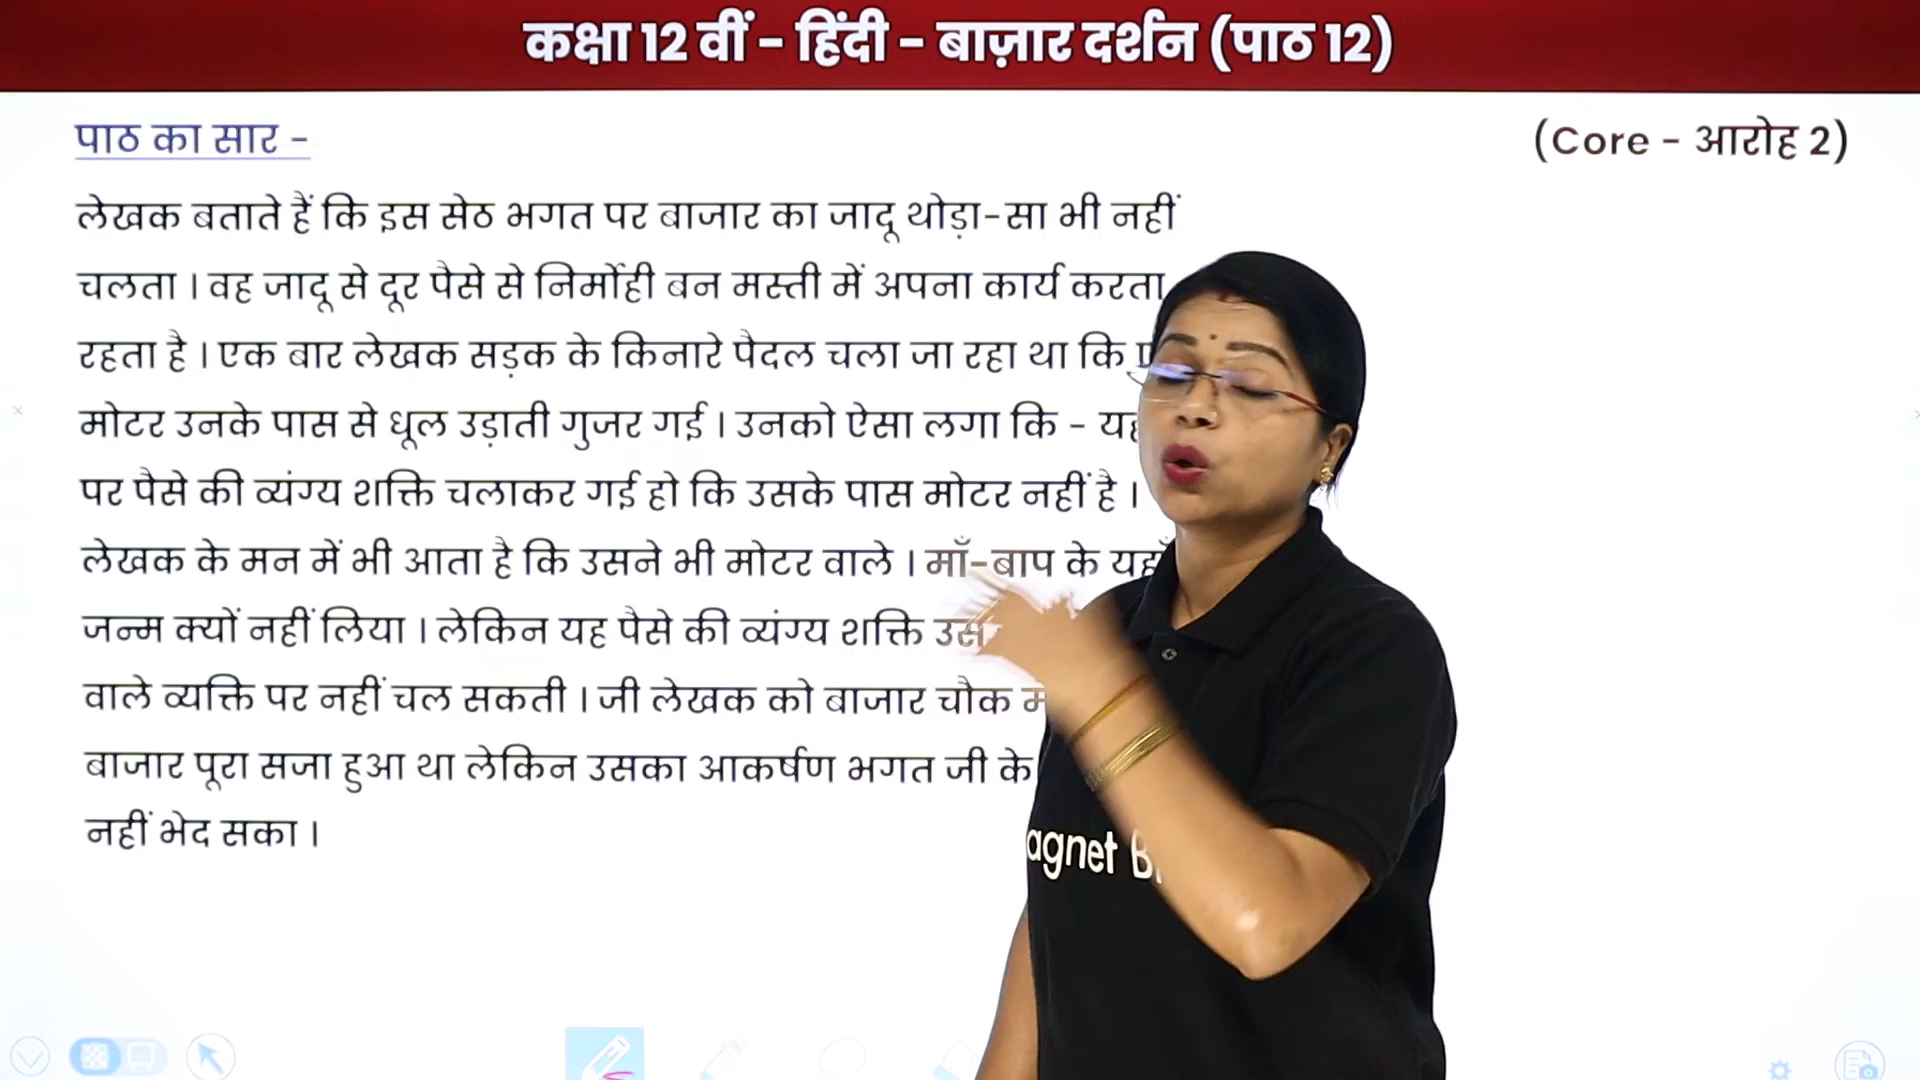 कक्षा 12 वीं - हिंदी - बाज़ार दर्शन (पाठ 12)
पाठ का सार -
(Core - आरोह 2)
लेखक बताते हैं कि इस सेठ भगत पर बाजार का जादू थोड़ा-सा भी नहीं
चलता । वह जादू से दूर पैसे से निर्मोही बन मस्ती में अपना कार्य करता
रहता है । एक बार लेखक सड़क के किनारे पैदल चला जा रहा था कि
मोटर उनके पास से धूल उड़ाती गुजर गई । उनको ऐसा लगा कि -
पर पैसे की व्यंग्य शक्ति चलाकर गई हो कि उसके पास मोटर नहीं है ।
लेखक के मन में भी आता है कि उसने भी मोटर वाले । माँ-बाप के यहाँ
जन्म क्यों नहीं लिया । लेकिन यह पैसे की व्यंग्य शक्ति उस
वाले व्यक्ति पर नहीं चल सकती । जी लेखक को बाजार चौक
बाजार पूरा सजा हुआ था लेकिन उसका आकर्षण भगत जी के
नहीं भेद सका ।
agnet B